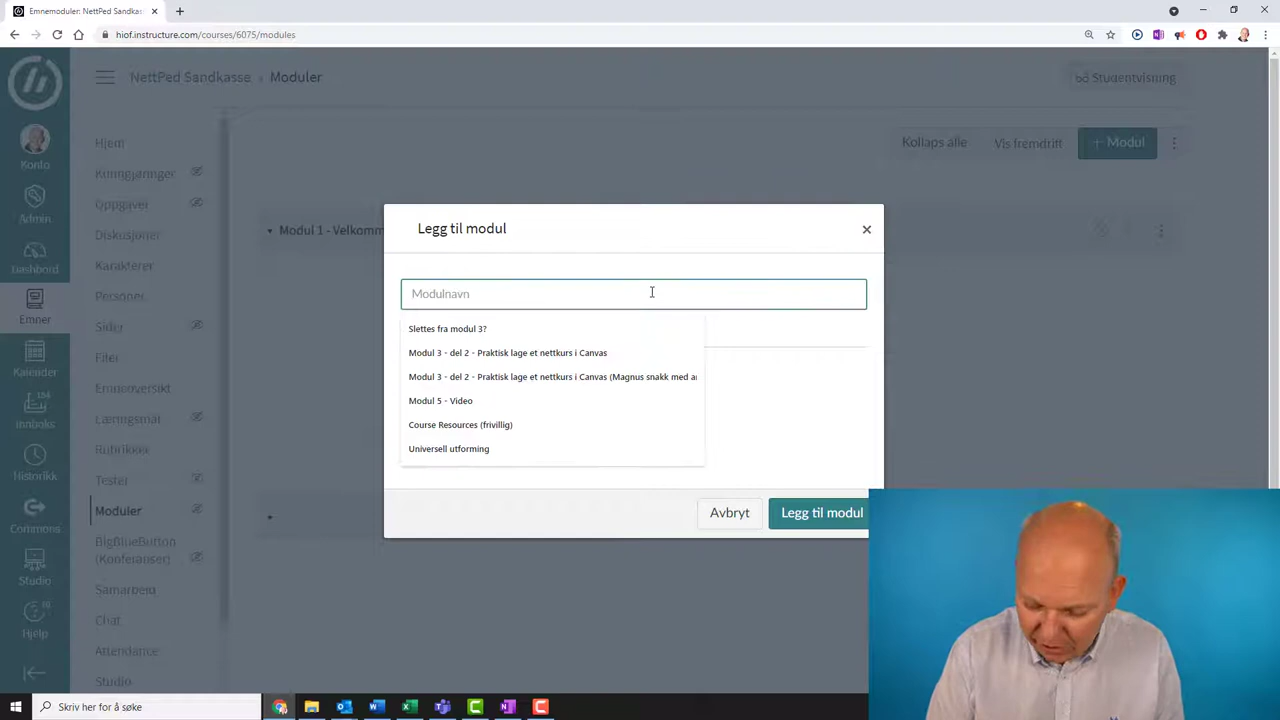 Emnemoduler: NettPed Sandkas
hiof.instructure.com/courses/6075/modules
NettPed Sandkasse › Moduler
Studentvisning
Konto
Admin
Dashbord
Emner
Kalender
154
Innboks
Historikk
Commons
Studio
10
Hjelp
Hjem
Kunngjøringer
Oppgaver
Diskusjoner
Karakterer
Personer
Sider
Filer
Emneoversikt
Læringsmål
Rubrikker
Tester
Moduler
BigBlueButton
(Konferanser)
Samarbeid
Chat
Attendance
Studio
Kollaps alle
Vis fremdrift
+ Modul
Modul 1 - Velkomm
Legg til modul
×
Modulnavn
Slettes fra modul 3?
Modul 3 - del 2 - Praktisk lage et nettkurs i Canvas
Modul 3 - del 2 - Praktisk lage et nettkurs i Canvas (Magnus snakk med a
Modul 5 - Video
Course Resources (frivillig)
Universell utforming
Avbryt
Legg til modul
Skriv her for å søke